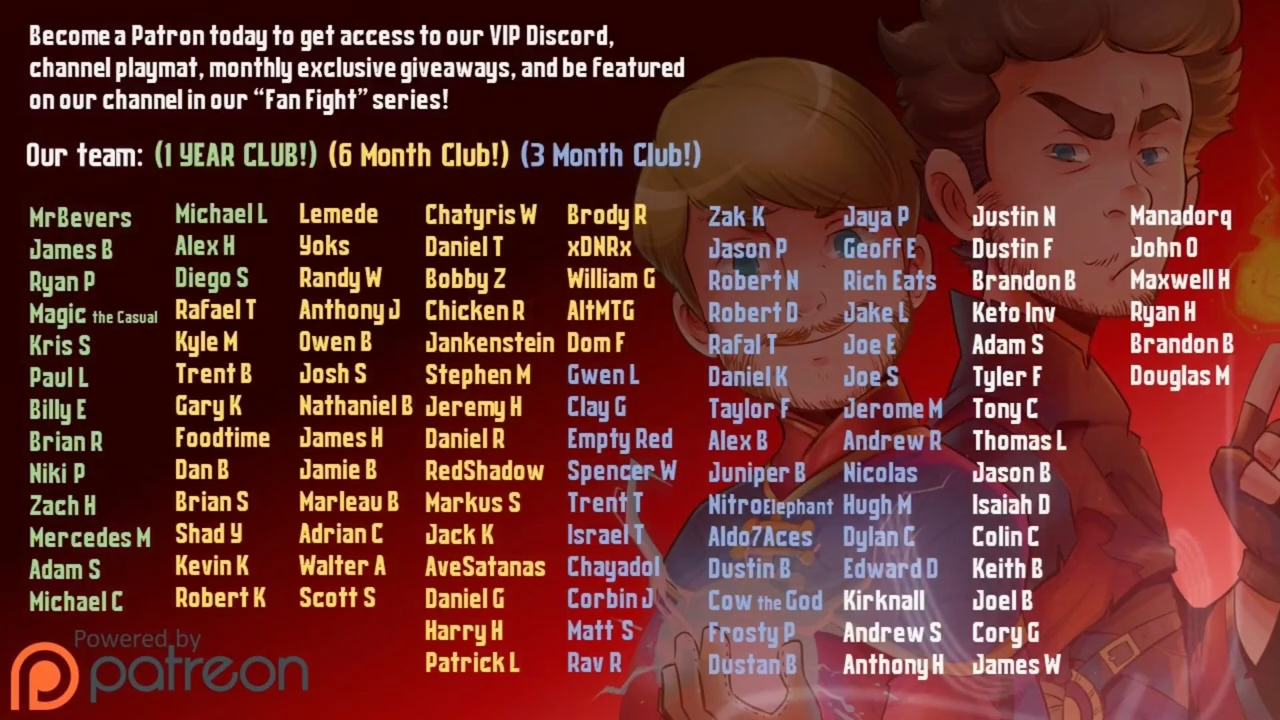 Become a Patron today to get access to our VIP Discord,
channel playmat, monthly exclusive giveaways, and be featured
on our channel in our “Fan Fight” series!
Our team: (1 YEAR CLUB!) (6 Month Club!) (3 Month Club!)
MrBevers
James B
Ryan P
Magic the Casual
Kris S
Paul L
Billy E
Brian R
Niki P
Zach H
Mercedes M
Adam S
Michael C
Michael L
Alex H
Diego S
Rafael T
Kyle M
Trent B
Gary K
Foodtime
Dan B
Brian S
Shad Y
Kevin K
Robert K
Lemede
Yoks
Randy W
Anthony J
Owen B
Josh S
Nathaniel B
James H
Jamie B
Marleau B
Adrian C
Walter A
Scott S
Chatyris W
Daniel T
Bobby Z
Chicken R
Jankenstein
Stephen M
Jeremy H
Daniel R
RedShadow
Markus S
Jack K
AveSatanas
Daniel G
Harry H
Patrick L
Brody R
xDNRx
William G
AltMTG
Dom F
Gwen L
Clay G
Empty Red
Spencer W
Trent T
Israel T
Chayadol
Corbin J
Matt S
Rav R
Zak K
Jason P
Robert N
Robert D
Rafal T
Daniel K
Taylor F
Alex B
Juniper B
NitroElephant
Aldo7Aces
Dustin B
Cow the God
Frosty P
Dustan B
Jaya P
Geoff E
Rich Eats
Jake L
Joe E
Joe S
Jerome M
Andrew R
Nicolas
Hugh M
Dylan C
Edward D
Kirknall
Andrew S
Anthony H
Justin N
Dustin F
Brandon B
Keto Inv
Adam S
Tyler F
Tony C
Thomas L
Jason B
Isaiah D
Colin C
Keith B
Joel B
Cory G
James W
Manadorq
John O
Maxwell H
Ryan H
Brandon B
Douglas M
Powered by
patreon